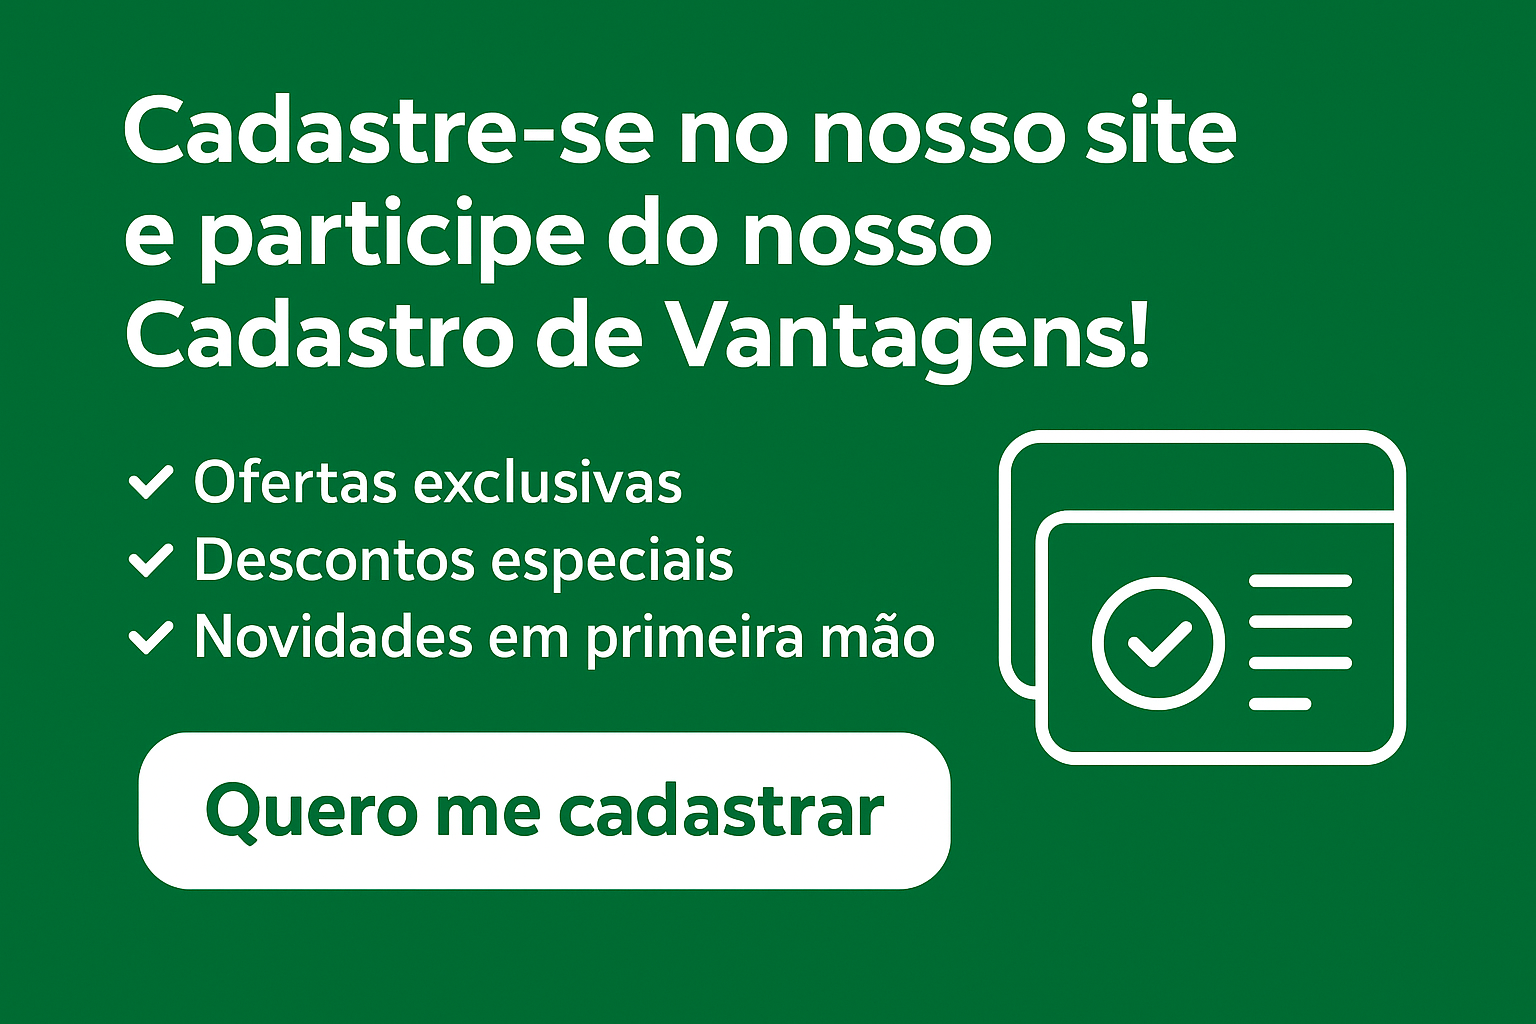 Cadastre-se no nosso site
e participe do nosso
Cadastro de Vantagens!
Ofertas exclusivas
Descontos especiais
Novidades em primeira mão
Quero me cadastrar